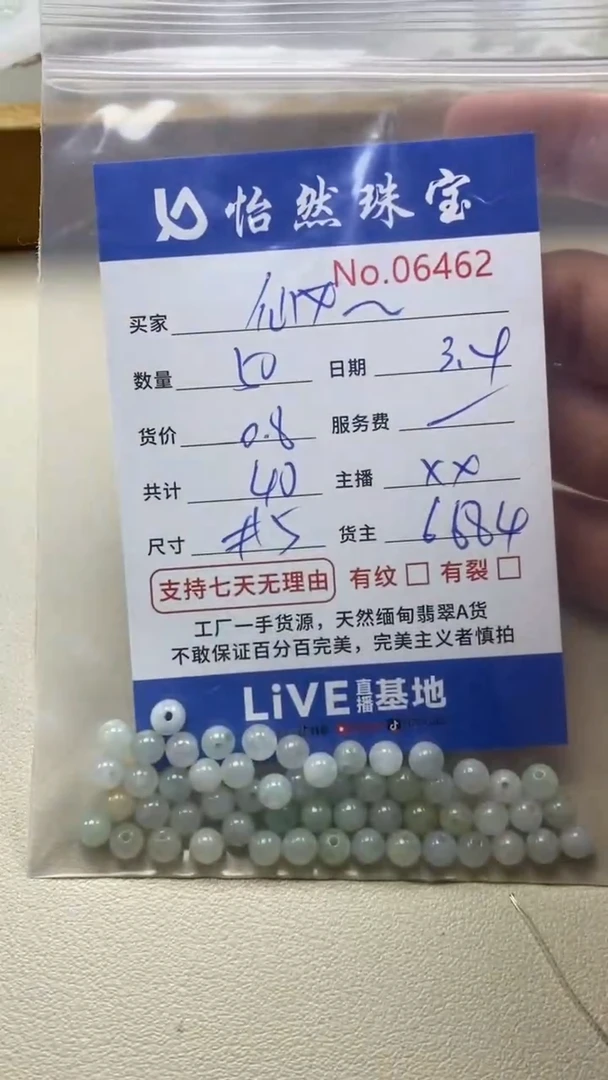 怡然珠宝
No.06462
买家
数量 50 日期 3.4
货价 0.8 服务费
共计 40 主播 xx
尺寸 #5 货主 6684
支持七天无理由 有纹 有裂
工厂一手货源，天然缅甸翡翠A货
不敢保证百分百完美，完美主义者慎拍
LiVE直播基地